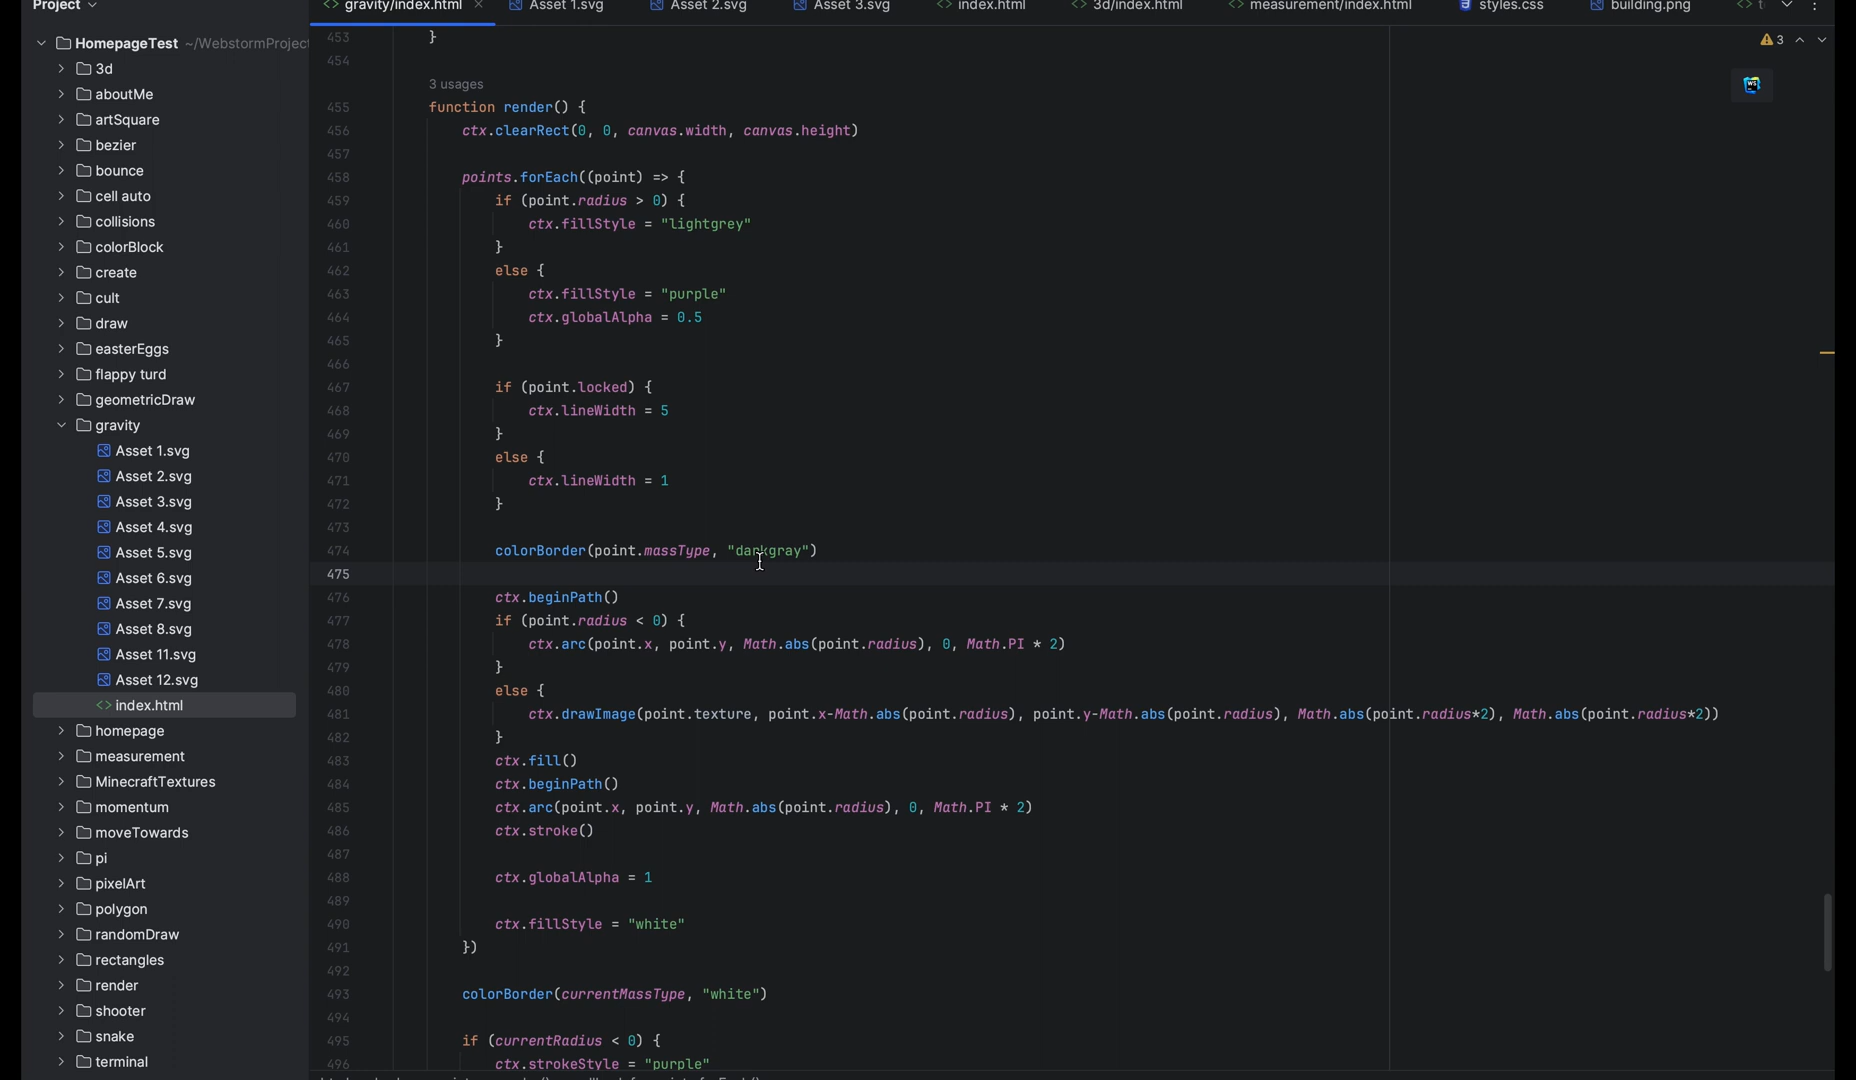 Project
gravity/index.html
Asset 1.svg
Asset 2.svg
Asset 3.svg
index.html
3d/index.html
measurement/index.html
styles.css
building.png
HomepageTest ~/WebstormProject
3d
aboutMe
artSquare
bezier
bounce
cell auto
collisions
colorBlock
create
cult
draw
easterEggs
flappy turd
geometricDraw
gravity
Asset 1.svg
Asset 2.svg
Asset 3.svg
Asset 4.svg
Asset 5.svg
Asset 6.svg
Asset 7.svg
Asset 8.svg
Asset 11.svg
Asset 12.svg
index.html
homepage
measurement
MinecraftTextures
momentum
moveTowards
pi
pixelArt
polygon
randomDraw
rectangles
render
shooter
snake
terminal
3
WS
453 }
454
3 usages
455 function render() {
456 ctx.clearRect(0, 0, canvas.width, canvas.height)
457
458 points.forEach((point) => {
459 if (point.radius > 0) {
460 ctx.fillStyle = "lightgrey"
461 }
462 else {
463 ctx.fillStyle = "purple"
464 ctx.globalAlpha = 0.5
465 }
466
467 if (point.locked) {
468 ctx.lineWidth = 5
469 }
470 else {
471 ctx.lineWidth = 1
472 }
473
474 colorBorder(point.massType, "darkgray")
475
476 ctx.beginPath()
477 if (point.radius < 0) {
478 ctx.arc(point.x, point.y, Math.abs(point.radius), 0, Math.PI * 2)
479 }
480 else {
481 ctx.drawImage(point.texture, point.x-Math.abs(point.radius), point.y-Math.abs(point.radius), Math.abs(point.radius*2), Math.abs(point.radius*2))
482 }
483 ctx.fill()
484 ctx.beginPath()
485 ctx.arc(point.x, point.y, Math.abs(point.radius), 0, Math.PI * 2)
486 ctx.stroke()
487
488 ctx.globalAlpha = 1
489
490 ctx.fillStyle = "white"
491 })
492
493 colorBorder(currentMassType, "white")
494
495 if (currentRadius < 0) {
496 ctx.strokeStyle = "purple"